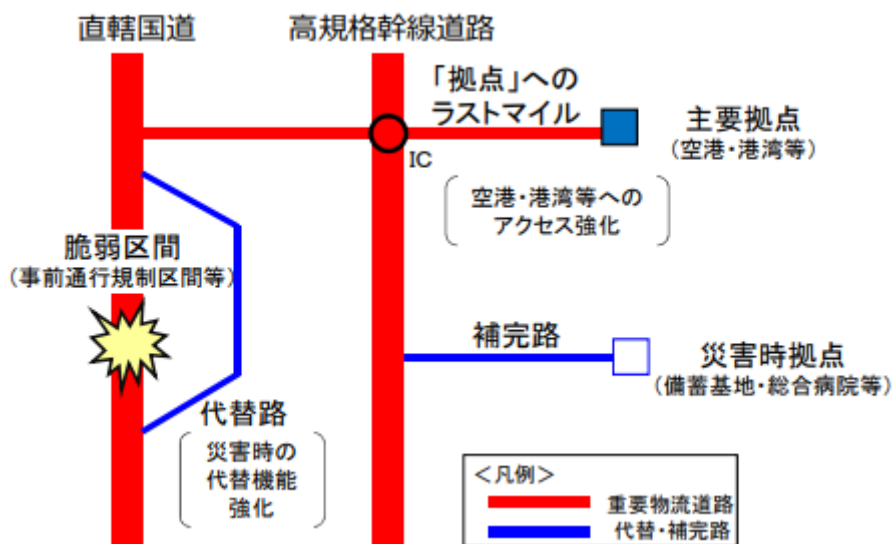 直轄国道
高規格幹線道路
「拠点」への
ラストマイル
主要拠点
（空港・港湾等）
IC
空港・港湾等への
アクセス強化
脆弱区間
（事前通行規制区間等）
補完路
災害時拠点
（備蓄基地・総合病院等）
代替路
災害時の
代替機能
強化
＜凡例＞
重要物流道路
代替・補完路